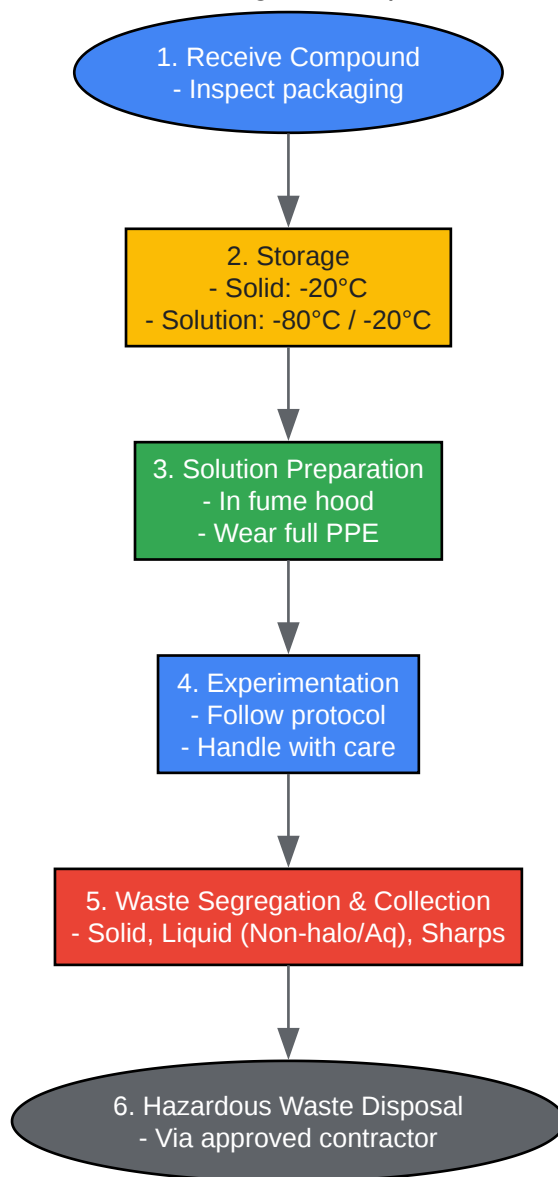 1. Receive Compound
- Inspect packaging
2. Storage
- Solid: -20°C
- Solution: -80°C / -20°C
3. Solution Preparation
- In fume hood
- Wear full PPE
4. Experimentation
- Follow protocol
- Handle with care
5. Waste Segregation & Collection
- Solid, Liquid (Non-halo/Aq), Sharps
6. Hazardous Waste Disposal
- Via approved contractor